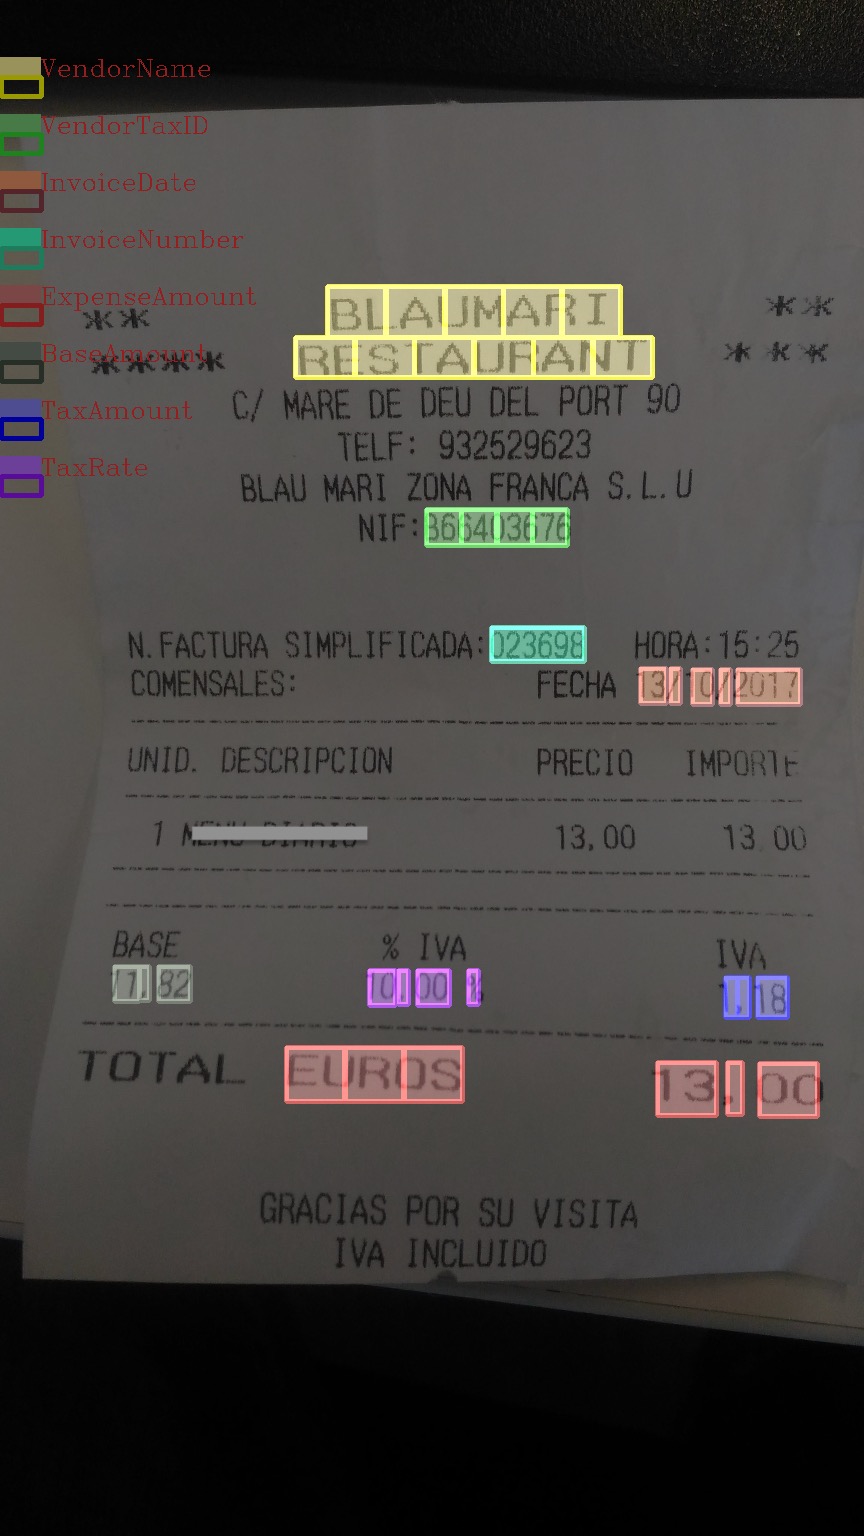 VendorName
VendorTaxID
InvoiceDate
InvoiceNumber
ExpenseAmount
BaseAmount
TaxAmount
TaxRate
** BLAUMARI **
**** RESTAURANT ***
C/ MARE DE DEU DEL PORT 90
TELF: 932529623
BLAU MARI ZONA FRANCA S.L.U
NIF:B66403676
N.FACTURA SIMPLIFICADA:023698 HORA:15:25
COMENSALES: FECHA 13/10/2017
UNID. DESCRIPCION PRECIO IMPORTE
1 MENU DIARIO 13,00 13 00
BASE % IVA IVA
11,82 10,00 % 1,18
TOTAL EUROS 13,00
GRACIAS POR SU VISITA
IVA INCLUIDO